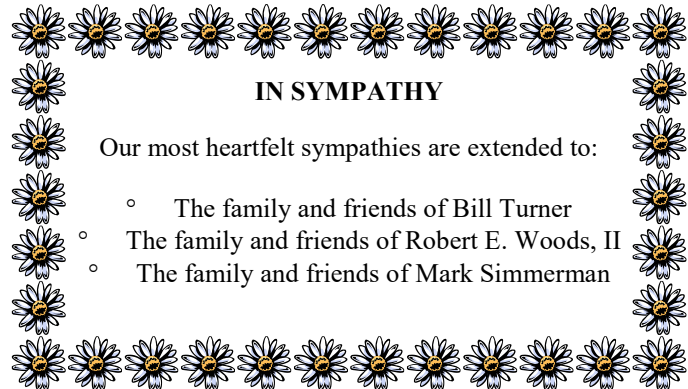 IN SYMPATHY
Our most heartfelt sympathies are extended to:
° The family and friends of Bill Turner
° The family and friends of Robert E. Woods, II
° The family and friends of Mark Simmerman